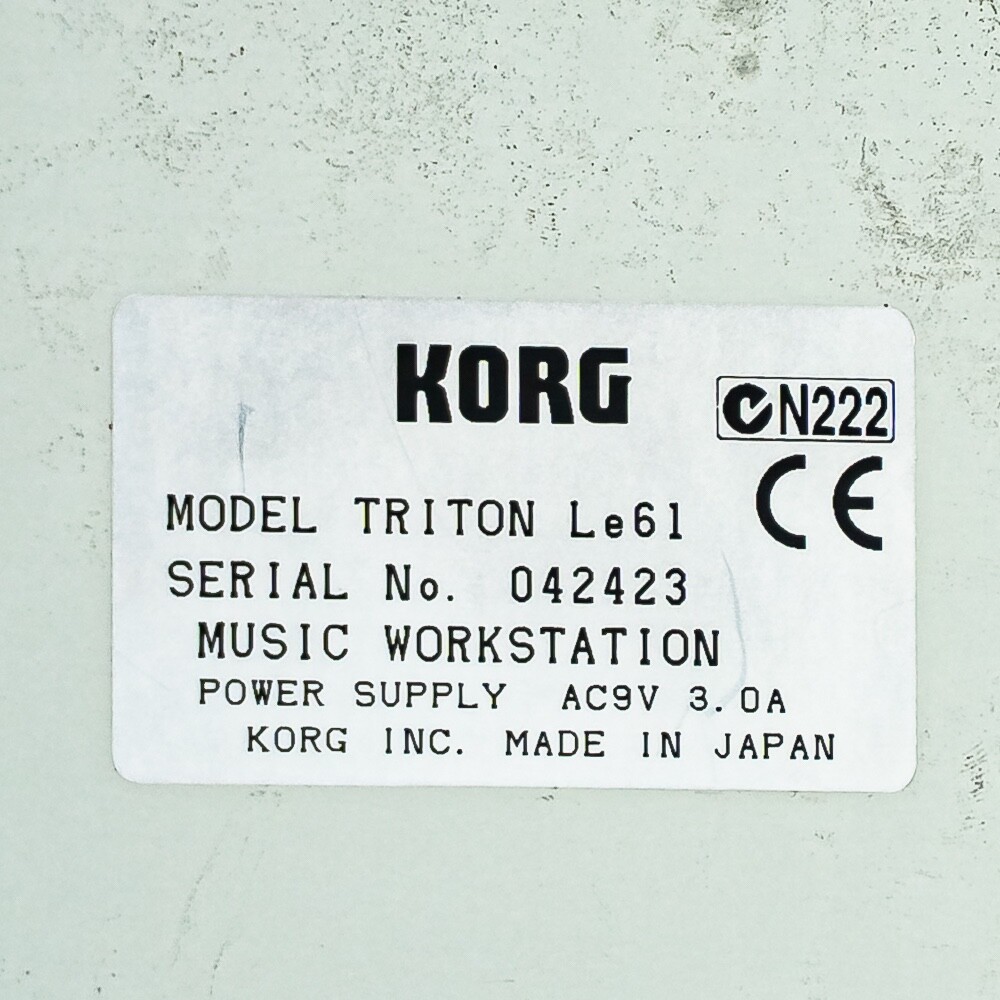 KORG
N222
CE
MODEL TRITON Le61
SERIAL No. 042423
MUSIC WORKSTATION
POWER SUPPLY AC9V 3.0A
KORG INC. MADE IN JAPAN